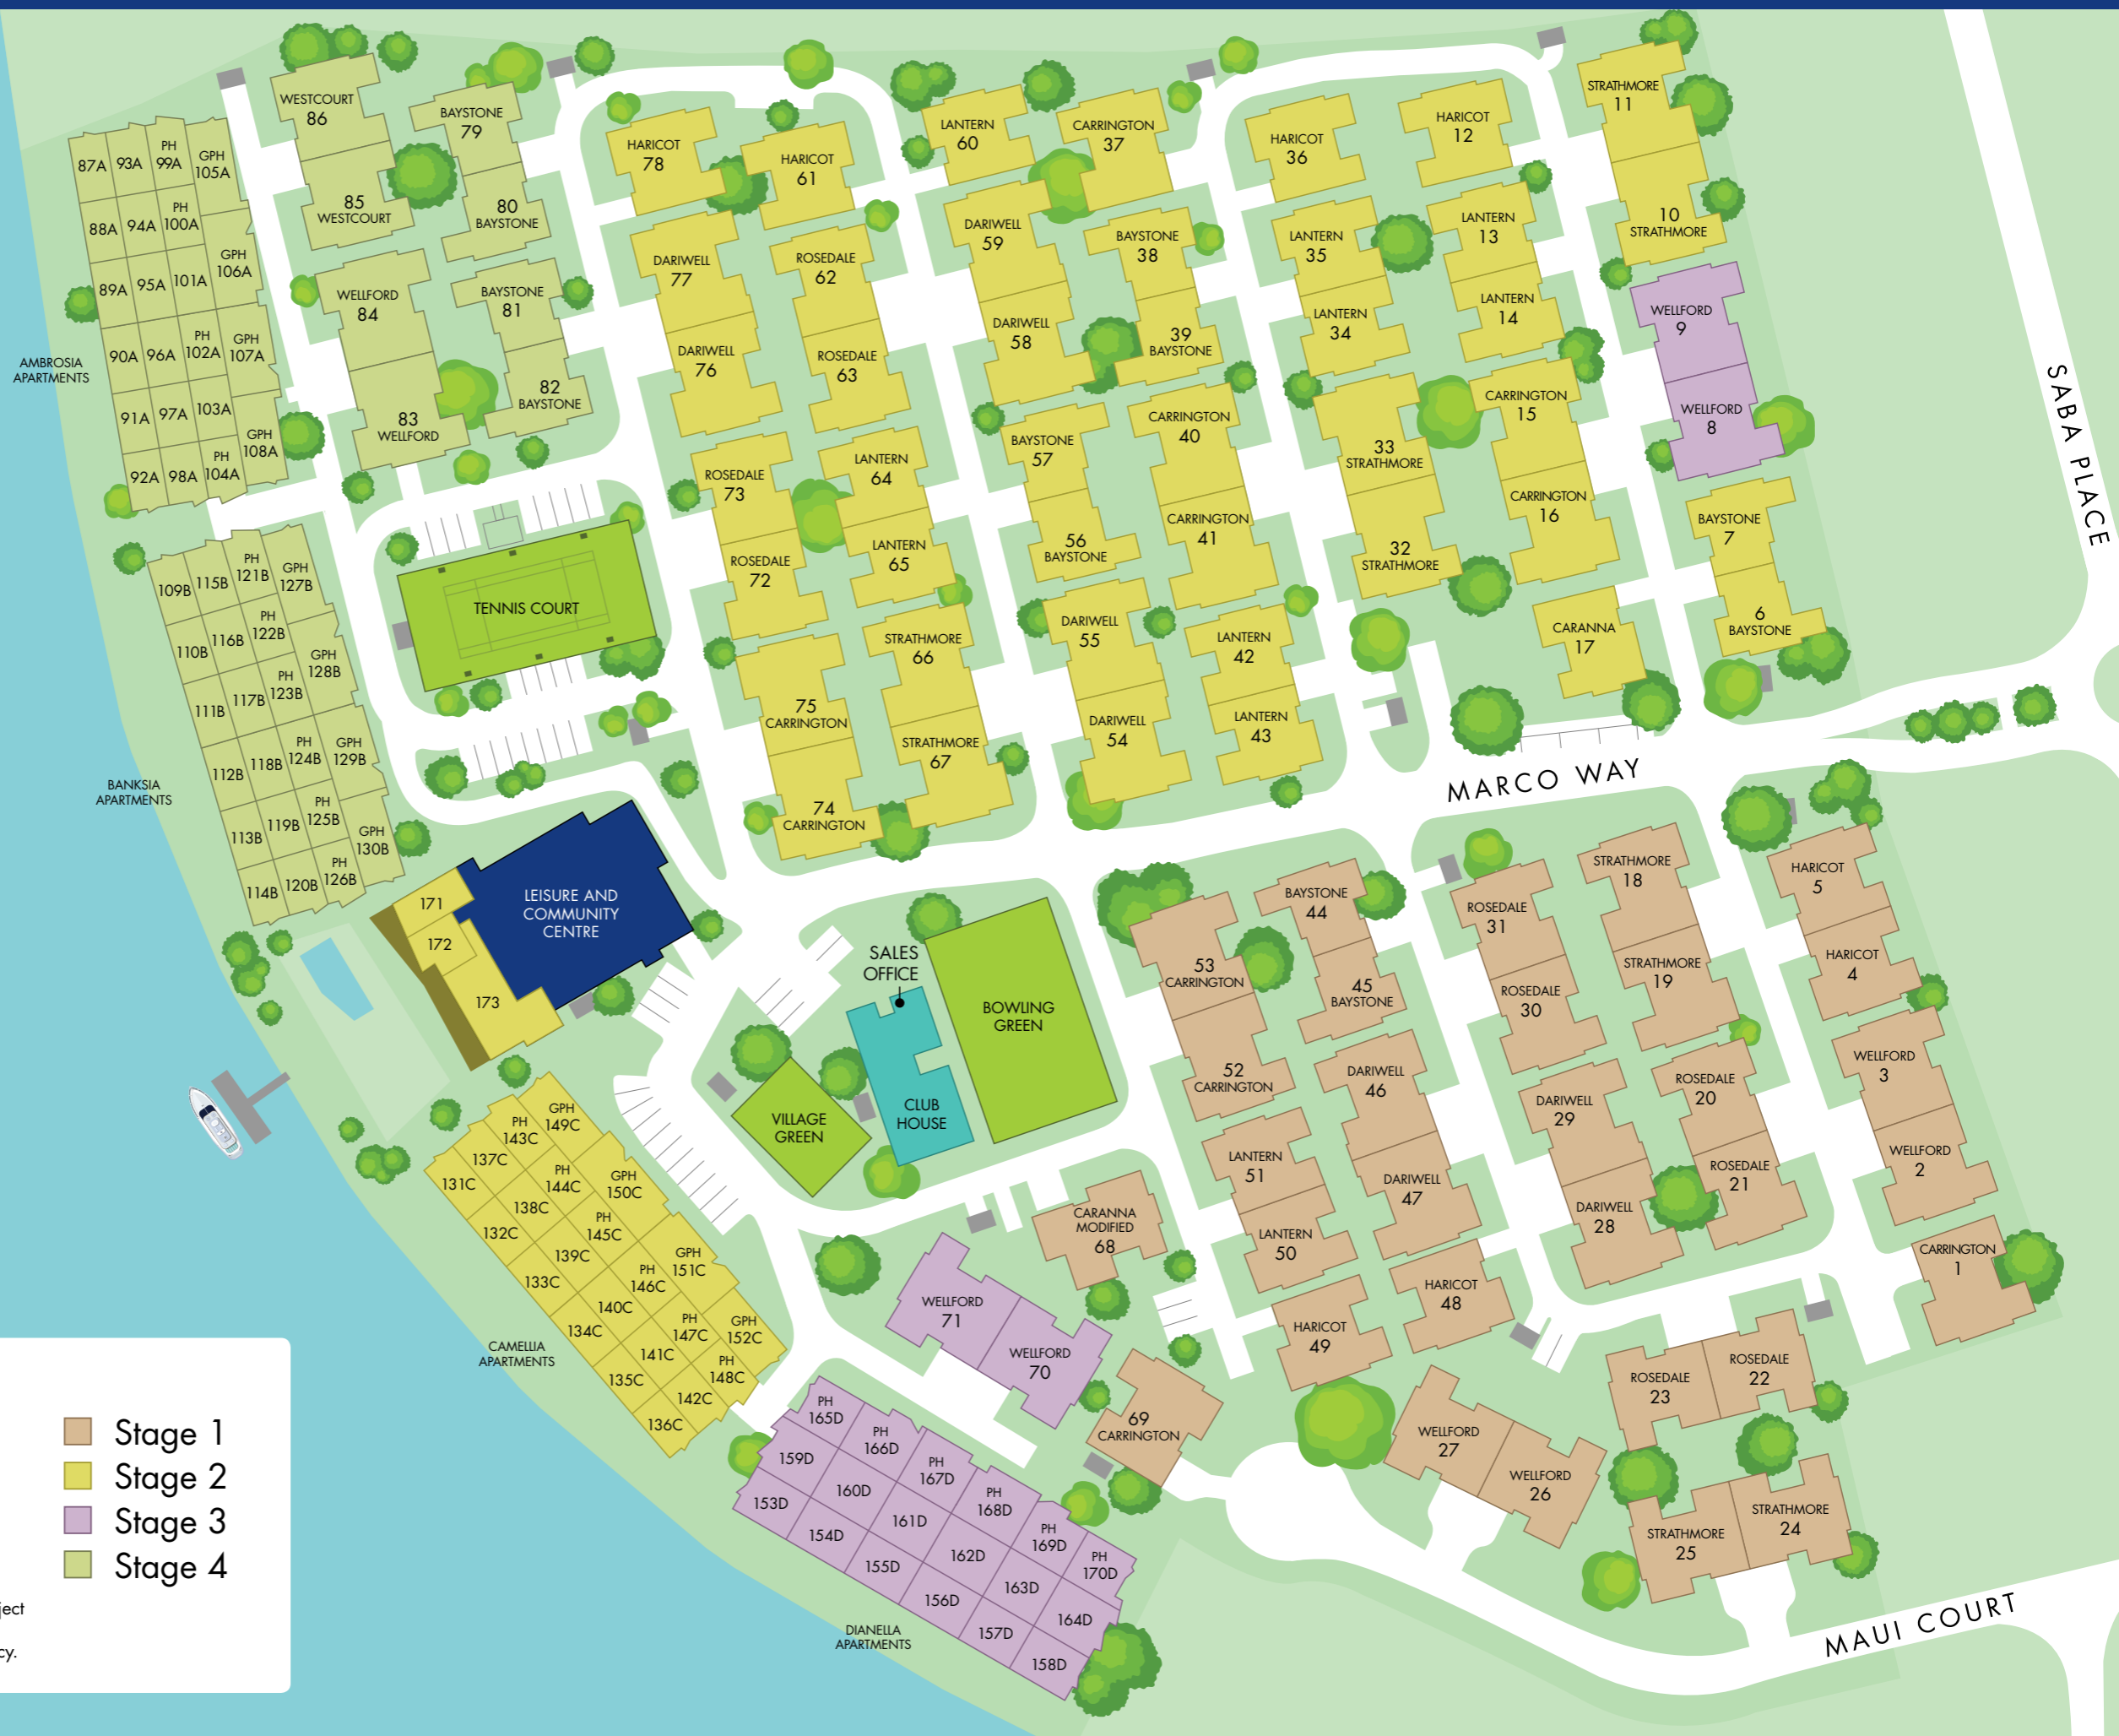 WESTCOURT
86
85
WESTCOURT
BAYSTONE
79
80
BAYSTONE
WELLFORD
84
83
WELLFORD
BAYSTONE
81
82
BAYSTONE
87A
93A
PH
99A
GPH
105A
88A
94A
PH
100A
GPH
106A
89A
95A
101A
90A
96A
PH
102A
GPH
107A
91A
97A
103A
GPH
108A
92A
98A
PH
104A
AMBROSIA
APARTMENTS
109B
115B
PH
121B
GPH
127B
110B
116B
PH
122B
GPH
128B
111B
117B
PH
123B
112B
118B
PH
124B
GPH
129B
113B
119B
PH
125B
GPH
130B
114B
120B
PH
126B
BANKSIA
APARTMENTS
TENNIS COURT
HARICOT
78
HARICOT
61
DARIWELL
77
DARIWELL
76
ROSEDALE
62
ROSEDALE
63
ROSEDALE
73
ROSEDALE
72
LANTERN
64
LANTERN
65
75
CARRINGTON
74
CARRINGTON
STRATHMORE
66
STRATHMORE
67
LANTERN
60
CARRINGTON
37
DARIWELL
59
DARIWELL
58
BAYSTONE
38
39
BAYSTONE
BAYSTONE
57
56
BAYSTONE
CARRINGTON
40
CARRINGTON
41
DARIWELL
55
DARIWELL
54
LANTERN
42
LANTERN
43
HARICOT
36
HARICOT
12
LANTERN
35
LANTERN
34
LANTERN
13
LANTERN
14
33
STRATHMORE
32
STRATHMORE
CARRINGTON
15
CARRINGTON
16
CARANNA
17
STRATHMORE
11
10
STRATHMORE
WELLFORD
9
WELLFORD
8
BAYSTONE
7
6
BAYSTONE
SABA PLACE
MARCO WAY
171
172
173
LEISURE AND
COMMUNITY
CENTRE
SALES
OFFICE
BOWLING
GREEN
CLUB
HOUSE
VILLAGE
GREEN
53
CARRINGTON
52
CARRINGTON
BAYSTONE
44
45
BAYSTONE
DARIWELL
46
DARIWELL
47
LANTERN
51
LANTERN
50
HARICOT
49
HARICOT
48
ROSEDALE
31
ROSEDALE
30
STRATHMORE
18
STRATHMORE
19
DARIWELL
29
DARIWELL
28
ROSEDALE
20
ROSEDALE
21
HARICOT
5
HARICOT
4
WELLFORD
3
WELLFORD
2
CARRINGTON
1
CARANNA
MODIFIED
68
WELLFORD
71
WELLFORD
70
69
CARRINGTON
WELLFORD
27
WELLFORD
26
ROSEDALE
23
ROSEDALE
22
STRATHMORE
25
STRATHMORE
24
131C
137C
PH
143C
GPH
149C
132C
138C
PH
144C
GPH
150C
133C
139C
PH
145C
GPH
151C
134C
140C
PH
146C
135C
141C
PH
147C
GPH
152C
136C
142C
PH
148C
CAMELLIA
APARTMENTS
PH
165D
PH
166D
PH
167D
PH
168D
PH
169D
PH
170D
159D
160D
161D
162D
163D
164D
153D
154D
155D
156D
157D
158D
DIANELLA
APARTMENTS
MAUI COURT
Stage 1
Stage 2
Stage 3
Stage 4
ject
cy.